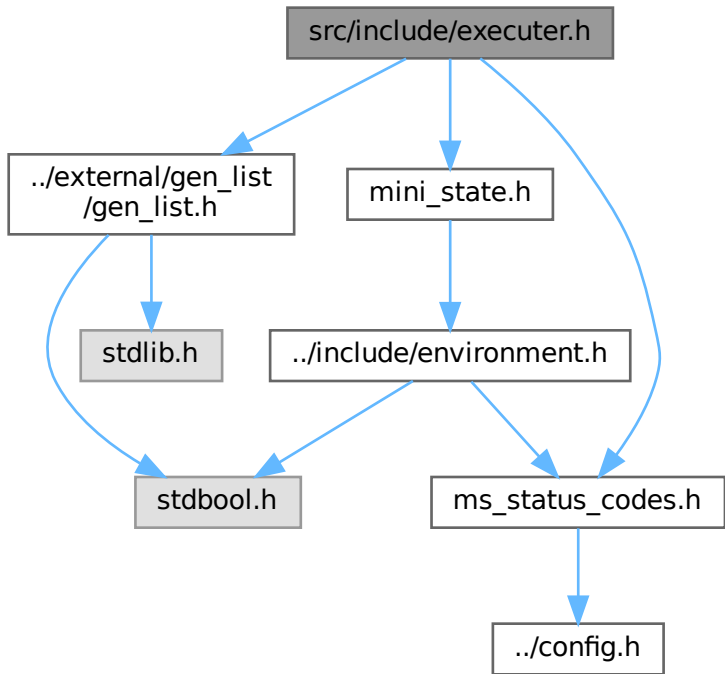 src/include/executer.h
../external/gen_list
/gen_list.h
mini_state.h
stdlib.h
../include/environment.h
stdbool.h
ms_status_codes.h
../config.h